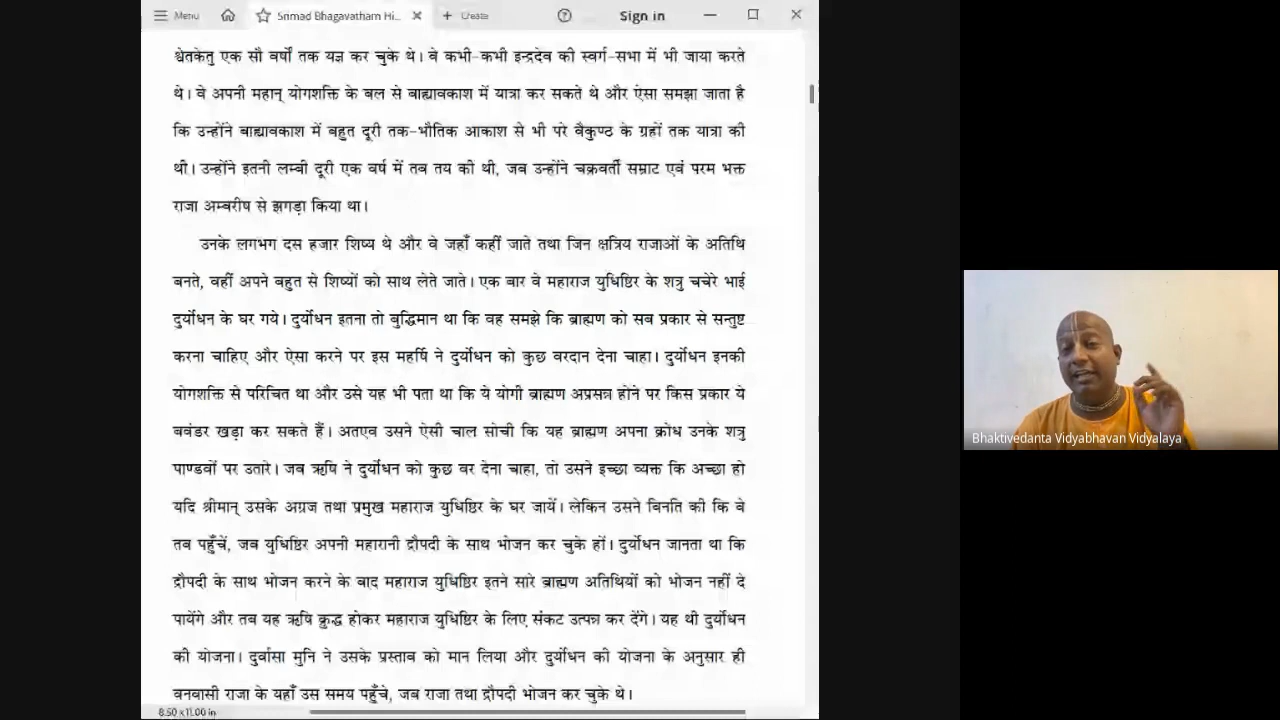 Menu
Srimad Bhagavatham Hi...
Create
Sign in
श्वेतकेतु एक सौ वर्षों तक यज्ञ कर चुके थे। वे कभी-कभी इन्द्रदेव की स्वर्ग-सभा में भी जाया करते
थे। वे अपनी महान् योगशक्ति के बल से बाह्यावकाश में यात्रा कर सकते थे और ऐसा समझा जाता है
कि उन्होंने बाह्यावकाश में बहुत दूरी तक-भौतिक आकाश से भी परे वैकुण्ठ के ग्रहों तक यात्रा की
थी। उन्होंने इतनी लम्बी दूरी एक वर्ष में तब तय की थी, जब उन्होंने चक्रवर्ती सम्राट एवं परम भक्त
राजा अम्बरीष से झगड़ा किया था।
उनके लगभग दस हजार शिष्य थे और वे जहाँ कहीं जाते तथा जिन क्षत्रिय राजाओं के अतिथि
बनते, वहीं अपने बहुत से शिष्यों को साथ लेते जाते। एक बार वे महाराज युधिष्ठिर के शत्रु चचेरे भाई
दुर्योधन के घर गये। दुर्योधन इतना तो बुद्धिमान था कि वह समझे कि ब्राह्मण को सब प्रकार से सन्तुष्ट
करना चाहिए और ऐसा करने पर इस महर्षि ने दुर्योधन को कुछ वरदान देना चाहा। दुर्योधन इनकी
योगशक्ति से परिचित था और उसे यह भी पता था कि ये योगी ब्राह्मण अप्रसन्न होने पर किस प्रकार ये
बवंडर खड़ा कर सकते हैं। अतएव उसने ऐसी चाल सोची कि यह ब्राह्मण अपना क्रोध उनके शत्रु
पाण्डवों पर उतारे। जब ऋषि ने दुर्योधन को कुछ वर देना चाहा, तो उसने इच्छा व्यक्त कि अच्छा हो
यदि श्रीमान् उसके अग्रज तथा प्रमुख महाराज युधिष्ठिर के घर जायें। लेकिन उसने बिनति की कि वे
तब पहुँचें, जब युधिष्ठिर अपनी महारानी द्रौपदी के साथ भोजन कर चुके हों। दुर्योधन जानता था कि
द्रौपदी के साथ भोजन करने के बाद महाराज युधिष्ठिर इतने सारे ब्राह्मण अतिथियों को भोजन नहीं दे
पायेंगे और तब यह ऋषि क्रुद्ध होकर महाराज युधिष्ठिर के लिए संकट उत्पन्न कर देंगे। यह थी दुर्योधन
की योजना। दुर्वासा मुनि ने उसके प्रस्ताव को मान लिया और दुर्योधन की योजना के अनुसार ही
वनवासी राजा के यहाँ उस समय पहुँचे, जब राजा तथा द्रौपदी भोजन कर चुके थे।
8.50 x 11.00 in
Bhaktivedanta Vidyabhavan Vidyalaya